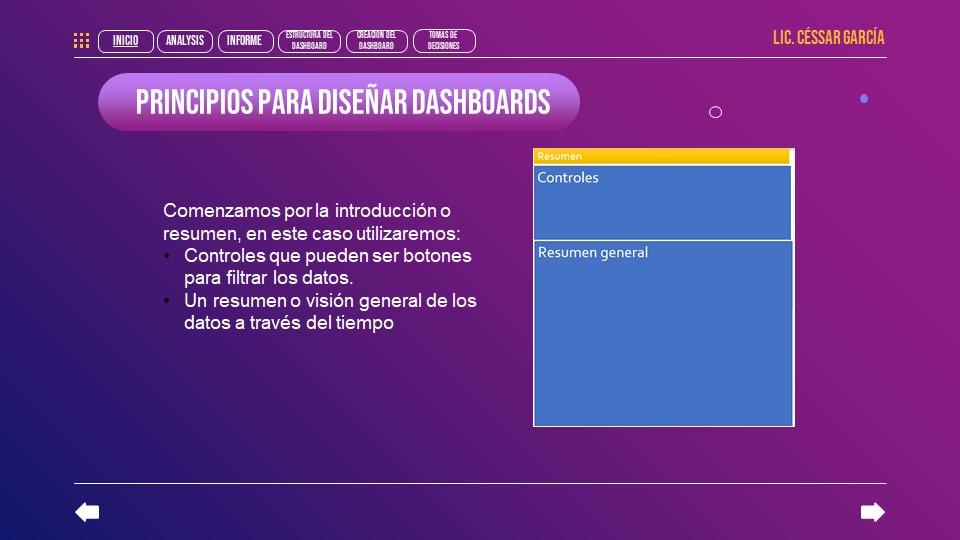 INICIO
ANALYSIS
INFORME
ESTRUCTURA DEL
DASHBOARD
CREACION DEL
DASHBOARD
TOMAS DE
DECISIONES
LIC. CÉSSAR GARCÍA
PRINCIPIOS PARA DISEÑAR DASHBOARDS
Comenzamos por la introducción o
resumen, en este caso utilizaremos:
• Controles que pueden ser botones
para filtrar los datos.
• Un resumen o visión general de los
datos a través del tiempo
Resumen
Controles
Resumen general